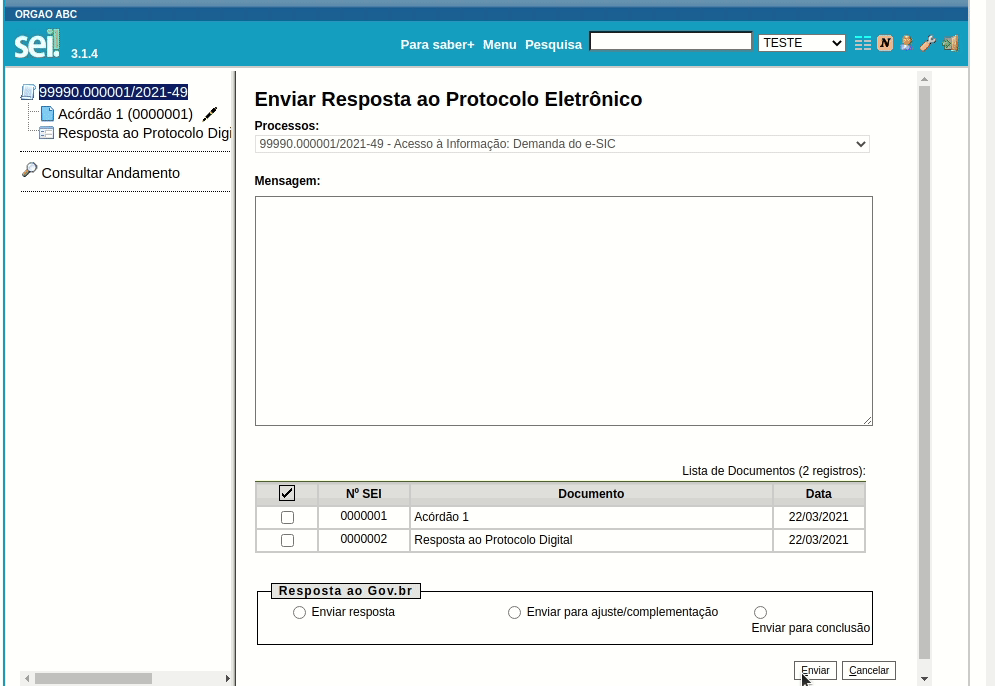 ORGAO ABC
sei! 3.1.4 Para saber+ Menu Pesquisa TESTE N
99990.000001/2021-49
Acórdão 1 (0000001)
Resposta ao Protocolo Digi
Consultar Andamento
Enviar Resposta ao Protocolo Eletrônico
Processos:
99990.000001/2021-49 - Acesso à Informação: Demanda do e-SIC
Mensagem:
Lista de Documentos (2 registros):
Nº SEI Documento Data
0000001 Acórdão 1 22/03/2021
0000002 Resposta ao Protocolo Digital 22/03/2021
Resposta ao Gov.br
Enviar resposta Enviar para ajuste/complementação
Enviar para conclusão
Enviar Cancelar